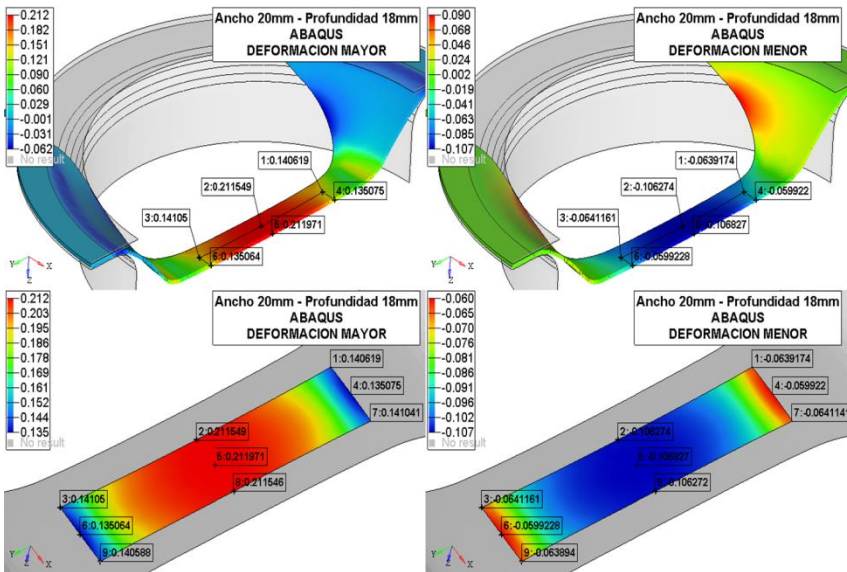 0.212
0.181
0.151
0.121
0.090
0.060
0.029
-0.001
-0.031
-0.062
No result
Ancho 20mm - Profundidad 18mm
ABAQUS
DEFORMACION MAYOR
1:0.140619
2:0.211549
4:0.135075
3:0.14105
5:0.211971
6:0.135064
Y
Z
X
0.090
0.068
0.046
0.024
0.002
-0.019
-0.041
-0.063
-0.085
-0.107
No result
Ancho 20mm - Profundidad 18mm
ABAQUS
DEFORMACION MENOR
1:-0.0639174
2:-0.106274
4:-0.059922
3:-0.0641161
5:-0.106827
6:-0.0599228
Y
Z
X
0.212
0.203
0.195
0.186
0.178
0.169
0.161
0.152
0.144
0.135
No result
Ancho 20mm - Profundidad 18mm
ABAQUS
DEFORMACION MAYOR
1:0.140619
4:0.135075
7:0.141041
2:0.211549
5:0.211971
8:0.211546
3:0.14105
6:0.135064
9:0.140588
Y
Z
X
-0.060
-0.065
-0.070
-0.076
-0.081
-0.086
-0.091
-0.096
-0.102
-0.107
No result
Ancho 20mm - Profundidad 18mm
ABAQUS
DEFORMACION MENOR
1:-0.0639174
4:-0.059922
7:-0.0641141
2:-0.106274
5:-0.106827
8:-0.106272
3:-0.0641161
6:-0.0599228
9:-0.063894
Y
Z
X